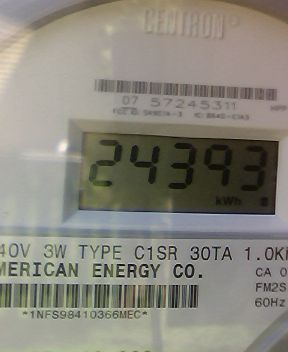 CENTRON®
07 57245311
24393
kWh
40V 3W TYPE C1SR 30TA 1.0K
MERICAN ENERGY CO.
CA 0
FM2S
60Hz
*1NFS98410366MEC*